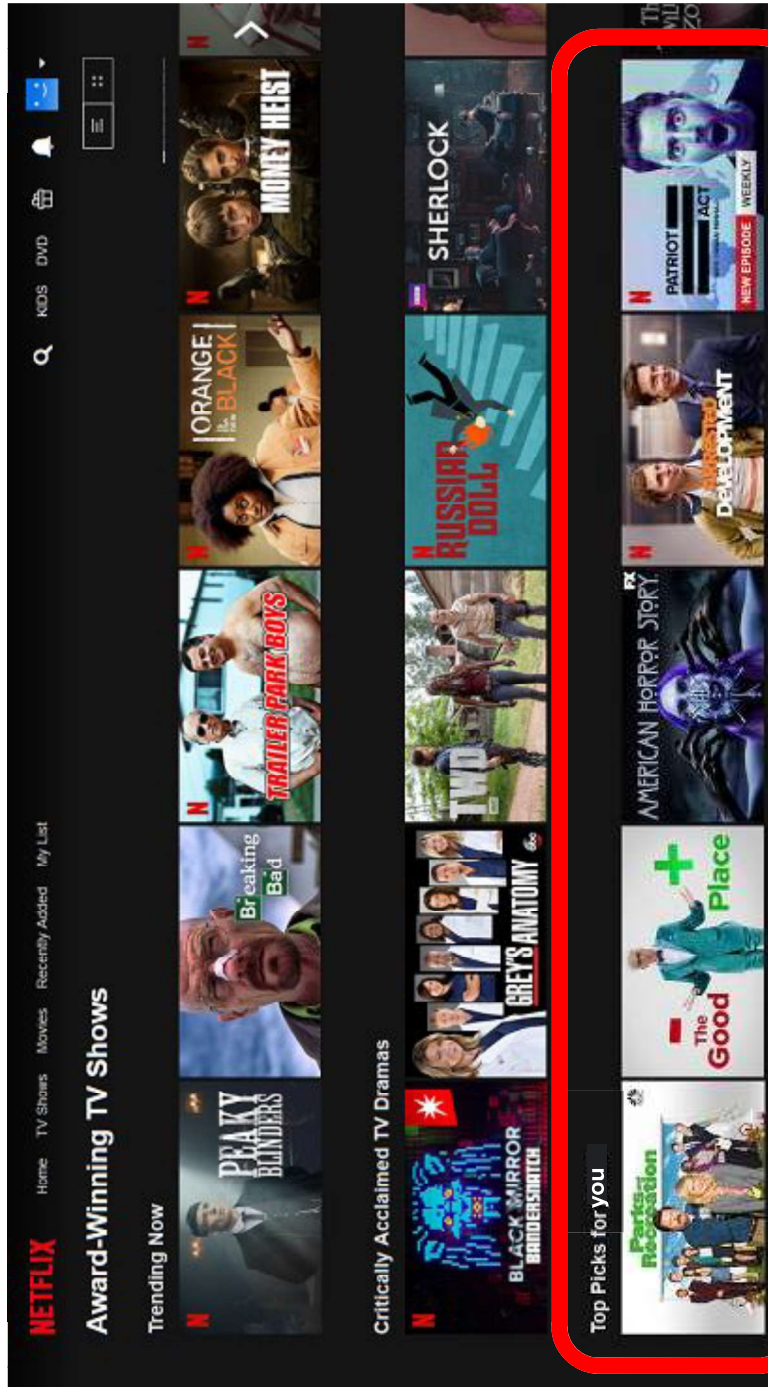 NETFLIX Home TV Shows Movies Recently Added My List KIDS DVD
Award-Winning TV Shows
Trending Now
N
PEAKY
BLINDERS
Breaking
Bad
N
TRAILER PARK BOYS
N
ORANGE
IS THE NEW
BLACK
N
MONEY HEIST
N
Critically Acclaimed TV Dramas
N
BLACK MIRROR
BANDERSNATCH
GREY'S ANATOMY
abc
TWD
N
RUSSIAN
DOLL
BBC
SHERLOCK
Top Picks for you
Parks and
Recreation
The
Good
Place
FX
AMERICAN HORROR STORY
N
ARRESTED
DEVELOPMENT
N
PATRIOT
ACT
NEW EPISODE WEEKLY